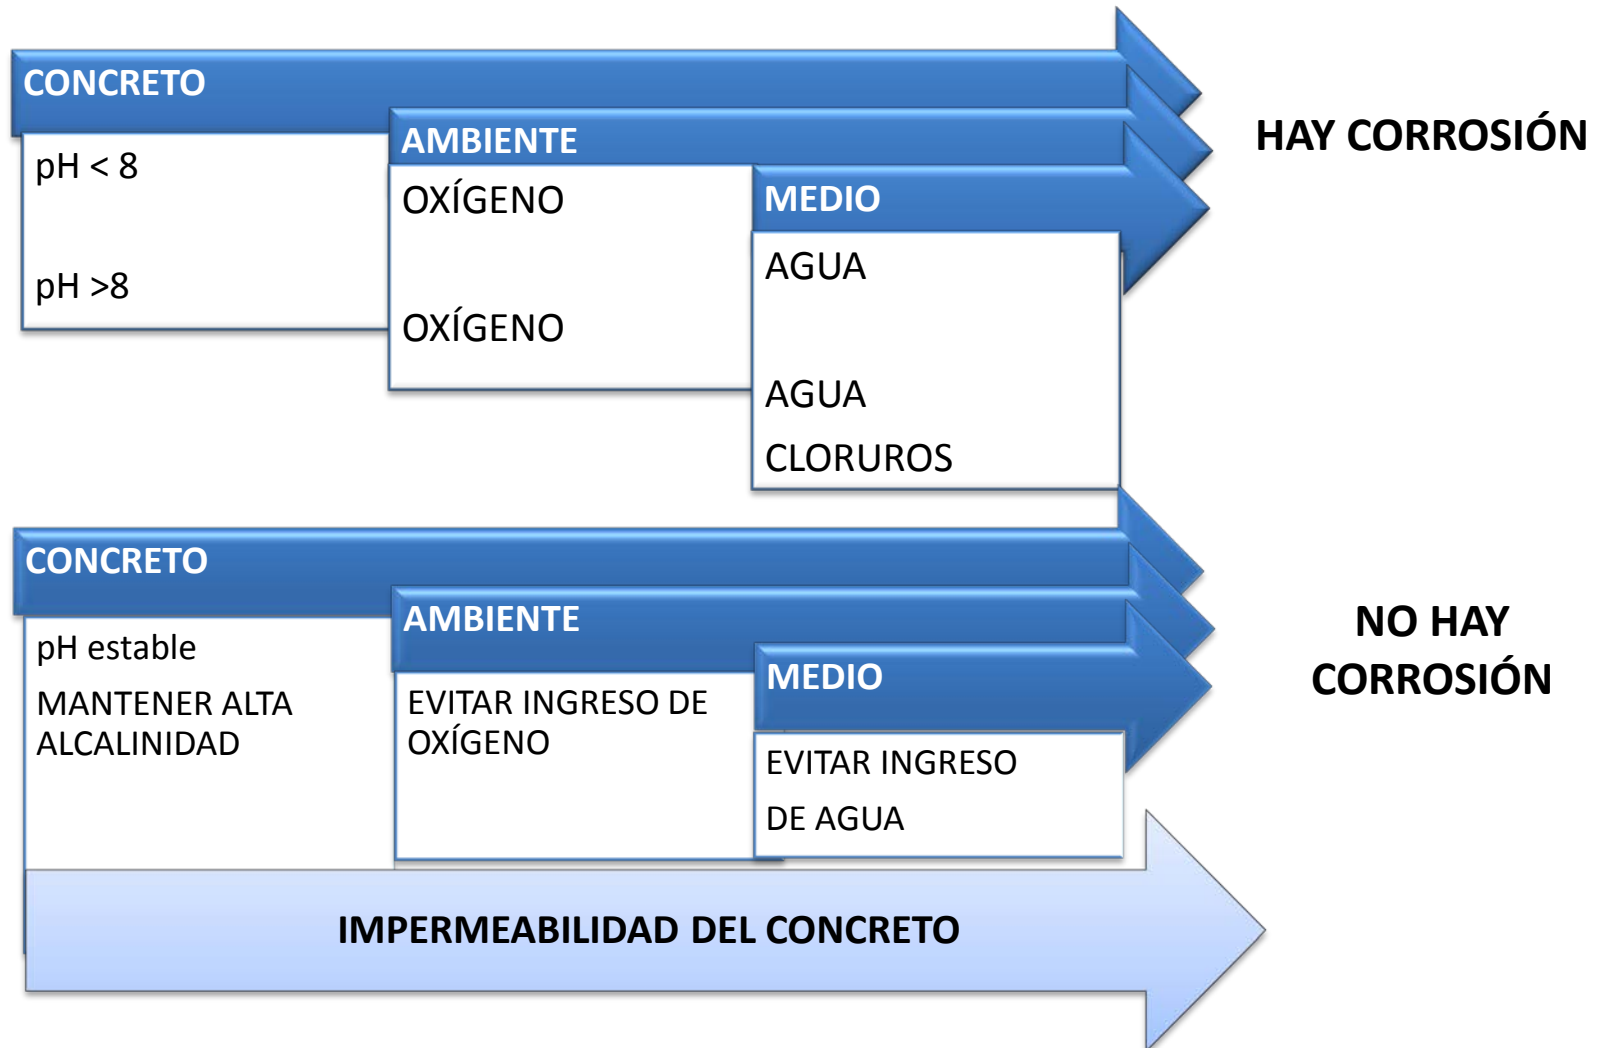 CONCRETO
pH < 8
pH >8
AMBIENTE
OXÍGENO
OXÍGENO
MEDIO
AGUA
AGUA
CLORUROS
HAY CORROSIÓN
CONCRETO
pH estable
MANTENER ALTA
ALCALINIDAD
AMBIENTE
EVITAR INGRESO DE
OXÍGENO
MEDIO
EVITAR INGRESO
DE AGUA
NO HAY
CORROSIÓN
IMPERMEABILIDAD DEL CONCRETO